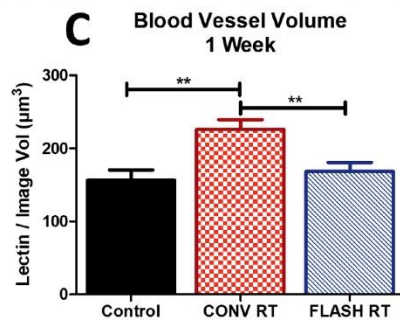 C
Blood Vessel Volume
1 Week
Lectin / Image Vol (µm³)
300
200
100
0
**
**
Control
CONV RT
FLASH RT